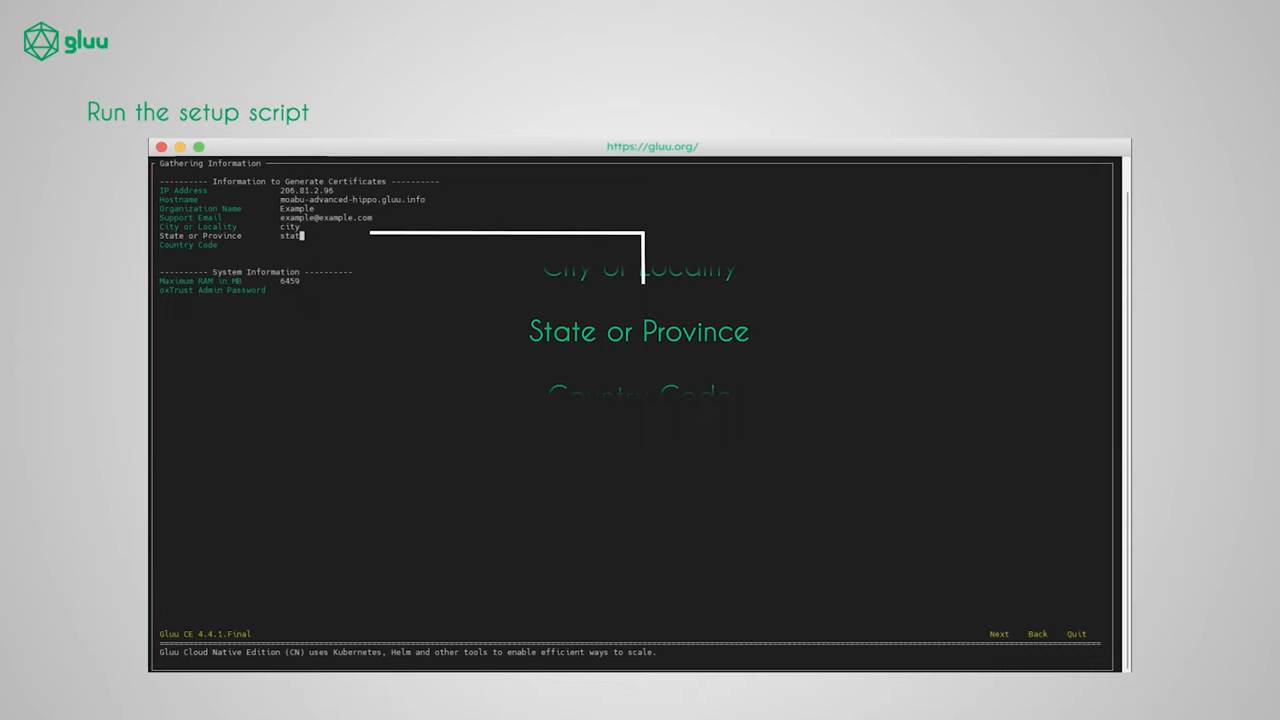 gluu
Run the setup script
https://gluu.org/
Gathering Information
---------- Information to Generate Certificates ----------
IP Address 206.81.2.96
Hostname moabu-advanced-hippo.gluu.info
Organization Name Example
Support Email example@example.com
City or Locality city
State or Province stat
Country Code
---------- System Information ----------
Maximum RAM in MB 6459
oxTrust Admin Password
City or Locality
State or Province
Country Code
Gluu CE 4.4.1.Final Next Back Quit
Gluu Cloud Native Edition (CN) uses Kubernetes, Helm and other tools to enable efficient ways to scale.